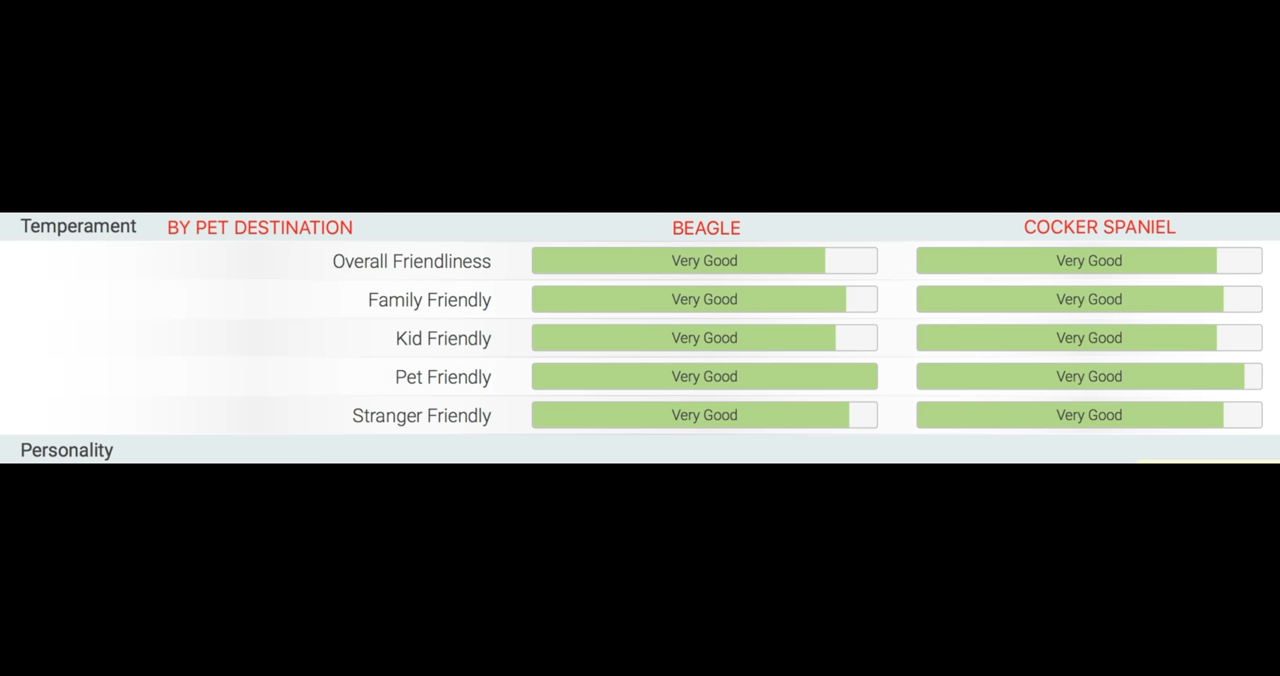 Temperament BY PET DESTINATION BEAGLE COCKER SPANIEL
Overall Friendliness Very Good Very Good
Family Friendly Very Good Very Good
Kid Friendly Very Good Very Good
Pet Friendly Very Good Very Good
Stranger Friendly Very Good Very Good
Personality